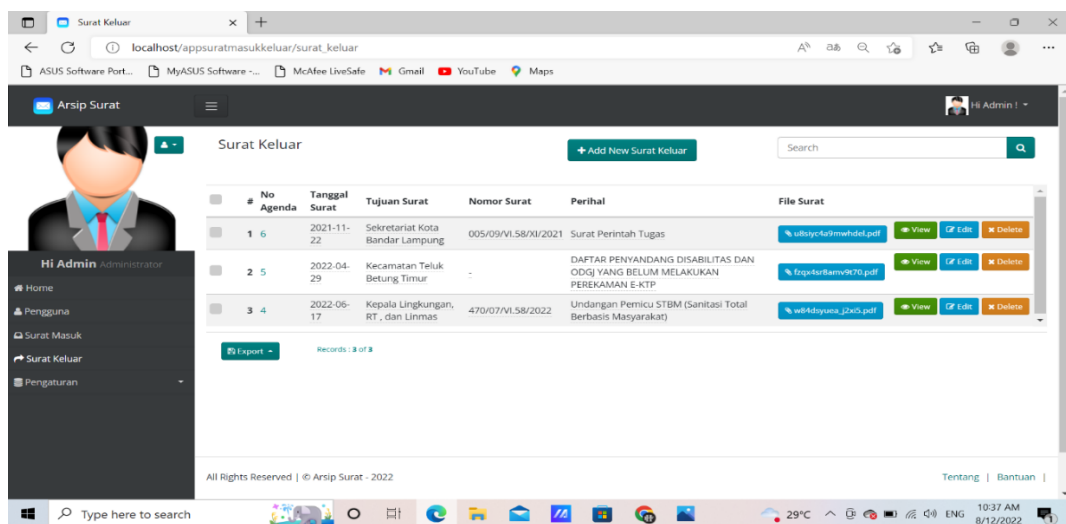 Surat Keluar
localhost/appsuratmasukkeluar/surat_keluar
ASUS Software Port... MyASUS Software -... McAfee LiveSafe Gmail YouTube Maps
Arsip Surat
Hi Admin !
Surat Keluar
Add New Surat Keluar
Search
# No Agenda Tanggal Surat Tujuan Surat Nomor Surat Perihal File Surat
1 6 2021-11-22 Sekretariat Kota Bandar Lampung 005/09/VI.58/XI/2021 Surat Perintah Tugas u8siyc4a9mwhdel.pdf View Edit Delete
2 5 2022-04-29 Kecamatan Teluk Betung Timur - DAFTAR PENYANDANG DISABILITAS DAN ODGJ YANG BELUM MELAKUKAN PEREKAMAN E-KTP fzqx4sr8amv9t70.pdf View Edit Delete
3 4 2022-06-17 Kepala Lingkungan, RT , dan Linmas 470/07/VI.58/2022 Undangan Pemicu STBM (Sanitasi Total Berbasis Masyarakat) w84dsyuea_j2xi5.pdf View Edit Delete
Export Records : 3 of 3
Hi Admin Administrator
Home
Pengguna
Surat Masuk
Surat Keluar
Pengaturan
All Rights Reserved | © Arsip Surat - 2022
Tentang | Bantuan |
Type here to search
29°C
ENG
10:37 AM
8/12/2022